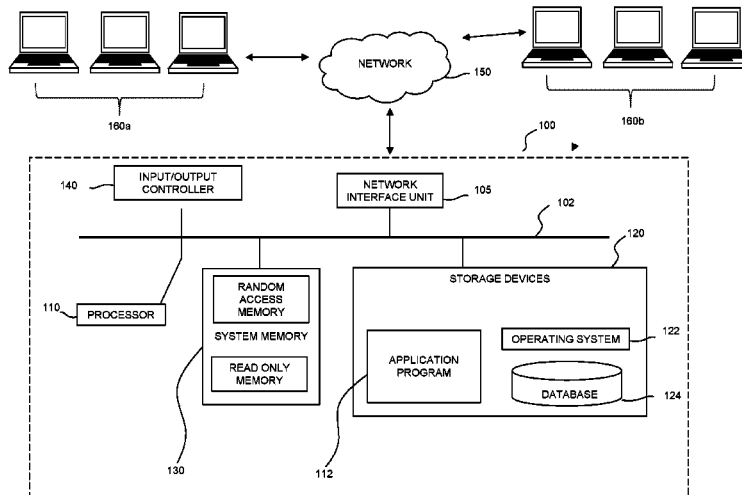 NETWORK
150
160a
160b
100
INPUT/OUTPUT
CONTROLLER
140
NETWORK
INTERFACE UNIT
105
102
120
STORAGE DEVICES
RANDOM
ACCESS
MEMORY
110
PROCESSOR
SYSTEM MEMORY
READ ONLY
MEMORY
APPLICATION
PROGRAM
OPERATING SYSTEM
122
DATABASE
124
130
112